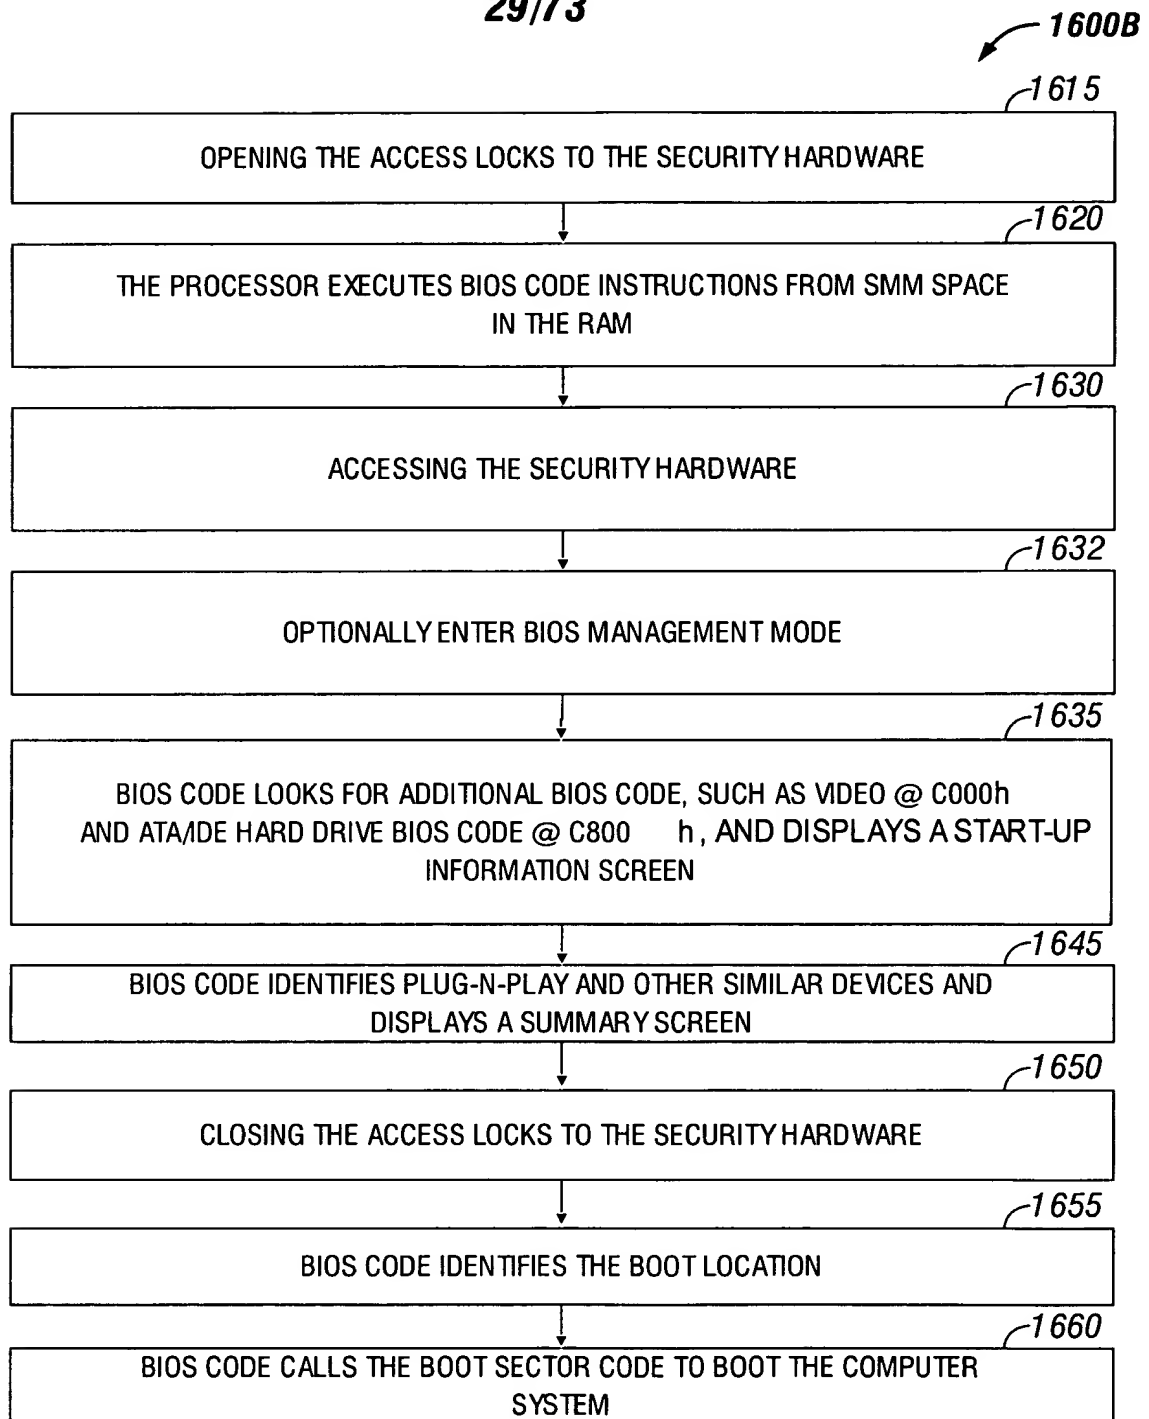 29/73
1600B
1615
OPENING THE ACCESS LOCKS TO THE SECURITY HARDWARE
1620
THE PROCESSOR EXECUTES BIOS CODE INSTRUCTIONS FROM SMM SPACE
IN THE RAM
1630
ACCESSING THE SECURITY HARDWARE
1632
OPTIONALLY ENTER BIOS MANAGEMENT MODE
1635
BIOS CODE LOOKS FOR ADDITIONAL BIOS CODE, SUCH AS VIDEO @ C000h
AND ATA/IDE HARD DRIVE BIOS CODE @ C800 h, AND DISPLAYS A START-UP
INFORMATION SCREEN
1645
BIOS CODE IDENTIFIES PLUG-N-PLAY AND OTHER SIMILAR DEVICES AND
DISPLAYS A SUMMARY SCREEN
1650
CLOSING THE ACCESS LOCKS TO THE SECURITY HARDWARE
1655
BIOS CODE IDENTIFIES THE BOOT LOCATION
1660
BIOS CODE CALLS THE BOOT SECTOR CODE TO BOOT THE COMPUTER
SYSTEM